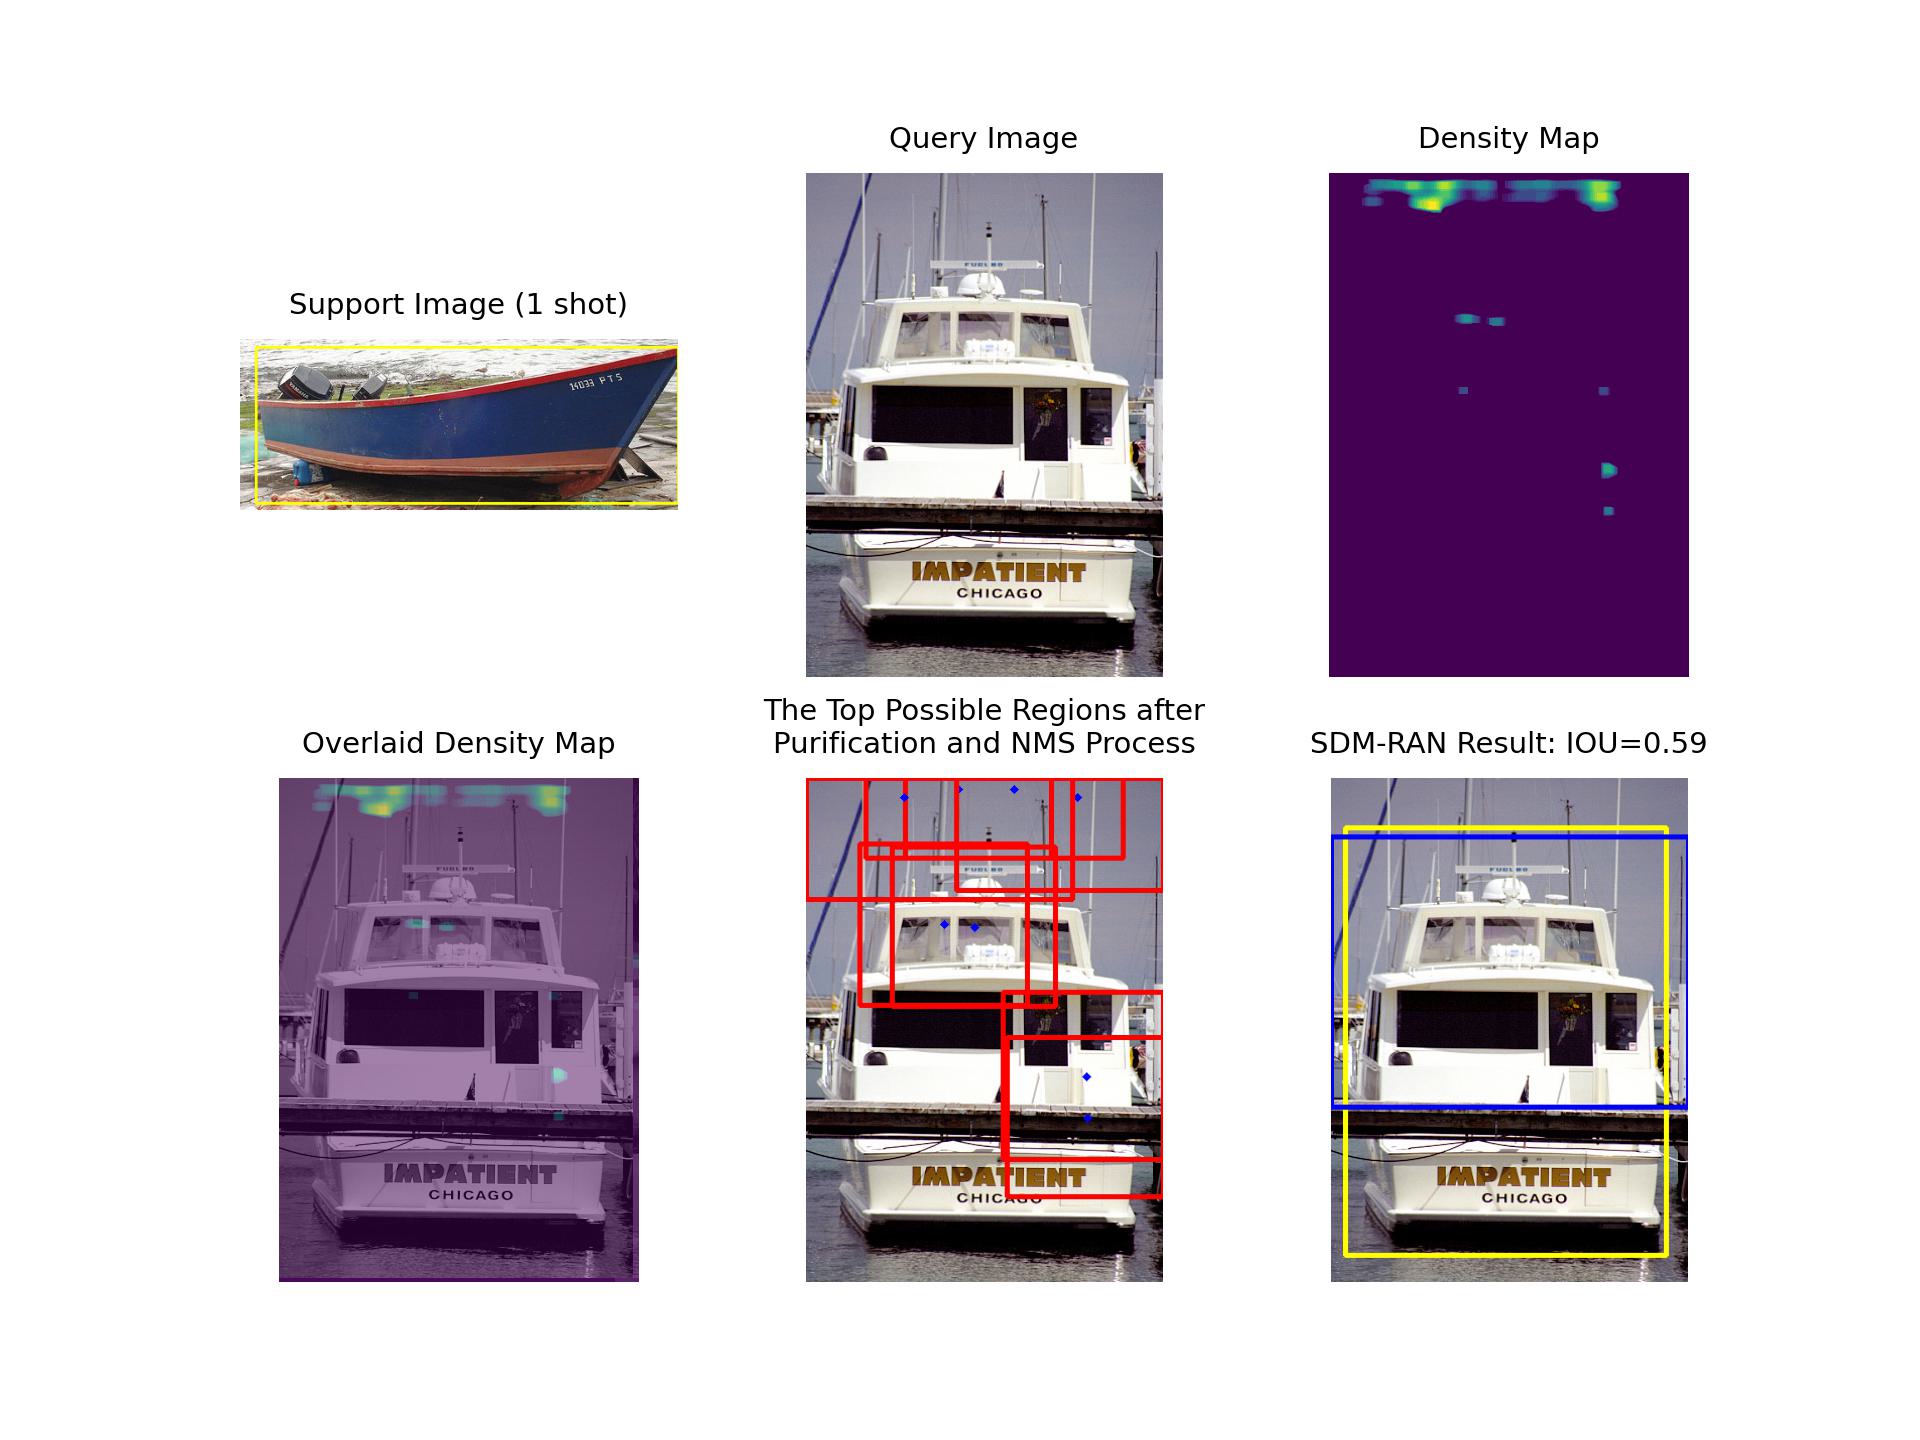 Query Image
Density Map
Support Image (1 shot)
YAMAHA
14033 PTS
IMPATIENT
CHICAGO
Overlaid Density Map
The Top Possible Regions after
Purification and NMS Process
SDM-RAN Result: IOU=0.59
IMPATIENT
CHICAGO
IMPATIENT
CHICAGO
IMPATIENT
CHICAGO